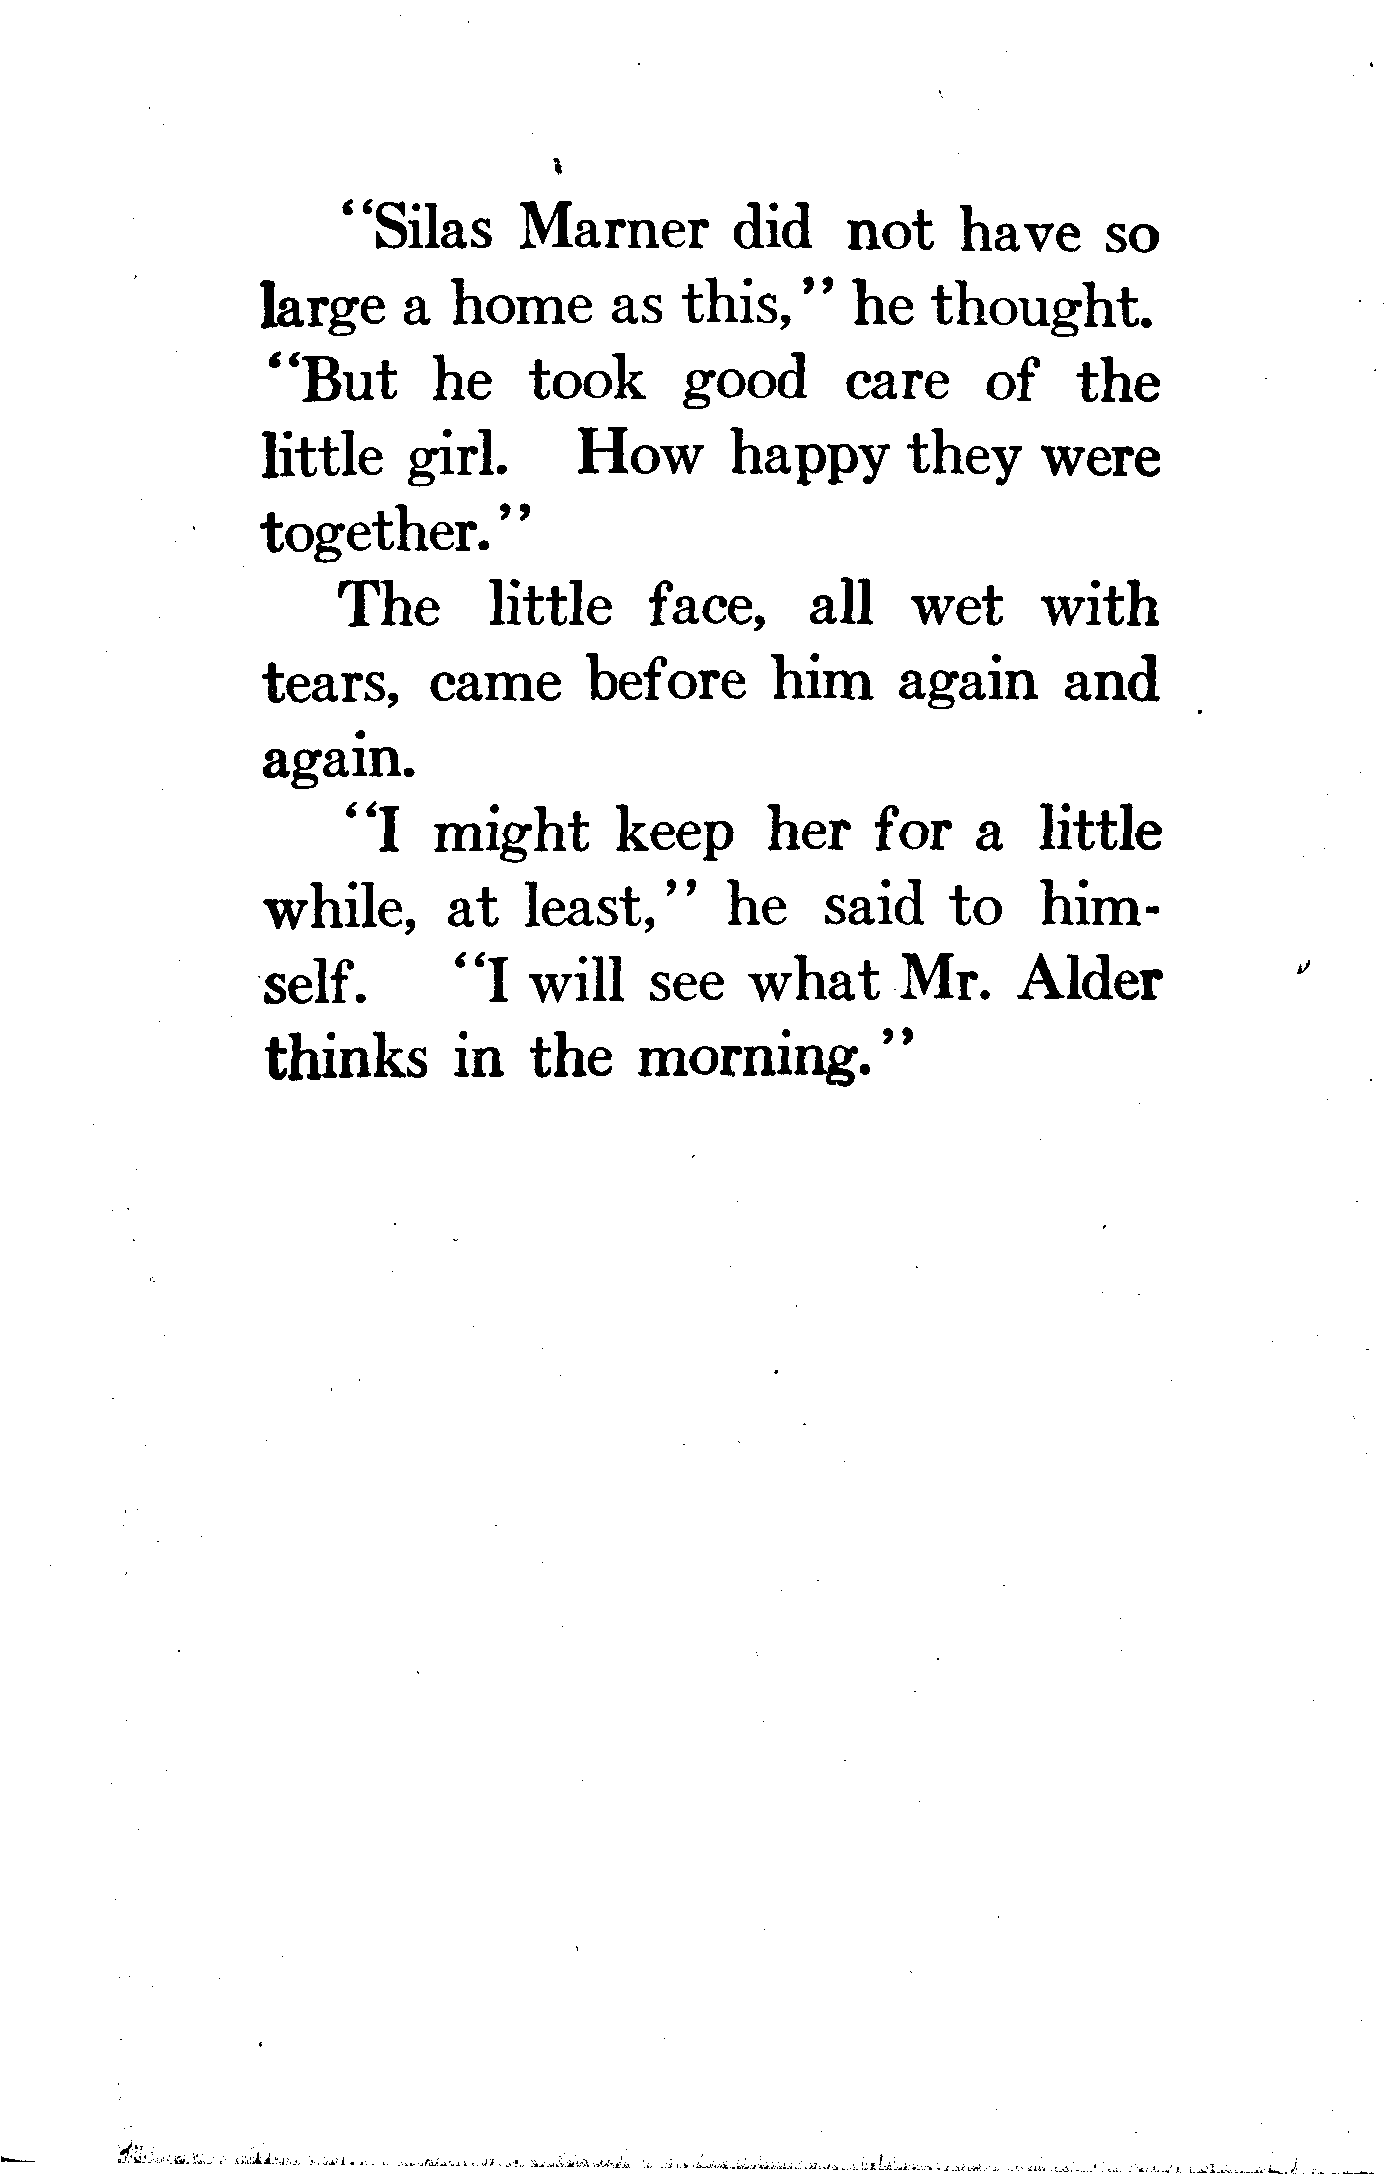 “Silas Marner did not have so
large a home as this,” he thought.
“But he took good care of the
little girl. How happy they were
together.”
The little face, all wet with
tears, came before him again and
again.
“I might keep her for a little
while, at least,” he said to him-
self. “I will see what Mr. Alder
thinks in the morning.”